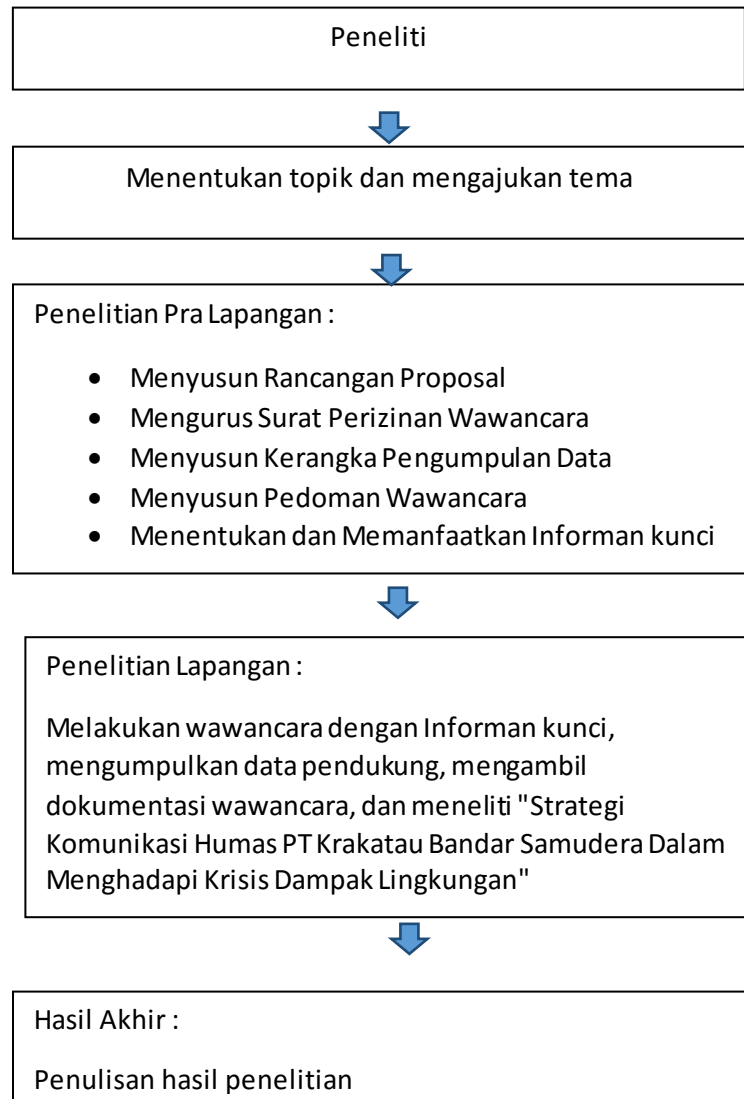 Peneliti
Menentukan topik dan mengajukan tema
Penelitian Pra Lapangan :
• Menyusun Rancangan Proposal
• Mengurus Surat Perizinan Wawancara
• Menyusun Kerangka Pengumpulan Data
• Menyusun Pedoman Wawancara
• Menentukan dan Memanfaatkan Informan kunci
Penelitian Lapangan :
Melakukan wawancara dengan Informan kunci,
mengumpulkan data pendukung, mengambil
dokumentasi wawancara, dan meneliti "Strategi
Komunikasi Humas PT Krakatau Bandar Samudera Dalam
Menghadapi Krisis Dampak Lingkungan"
Hasil Akhir :
Penulisan hasil penelitian